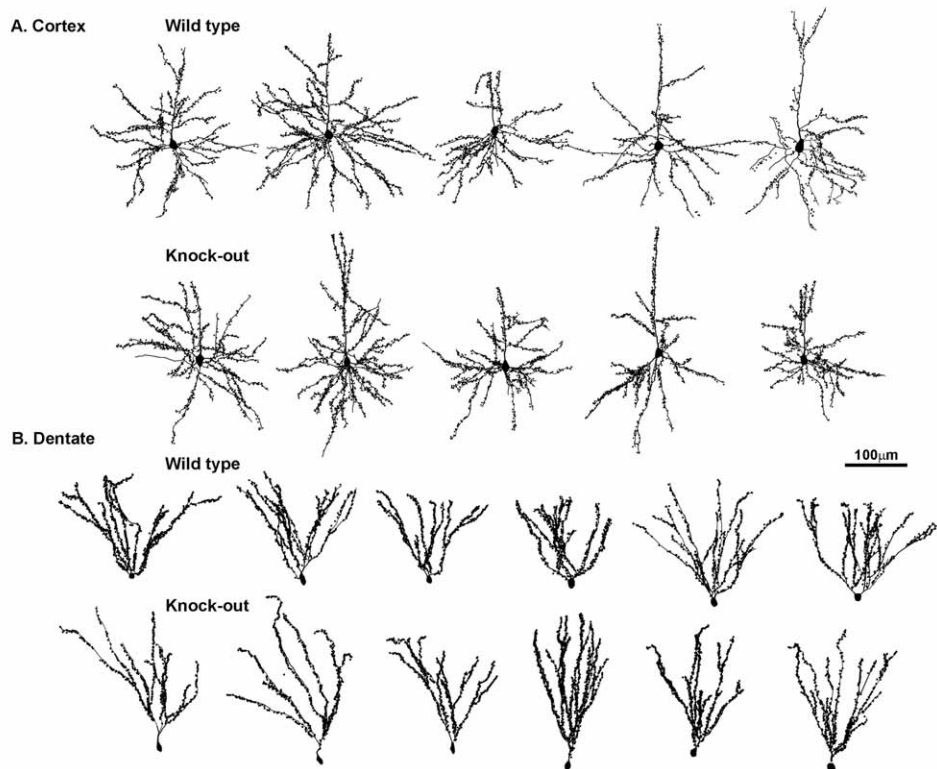 A. Cortex
Wild type
Knock-out
B. Dentate
100µm
Wild type
Knock-out